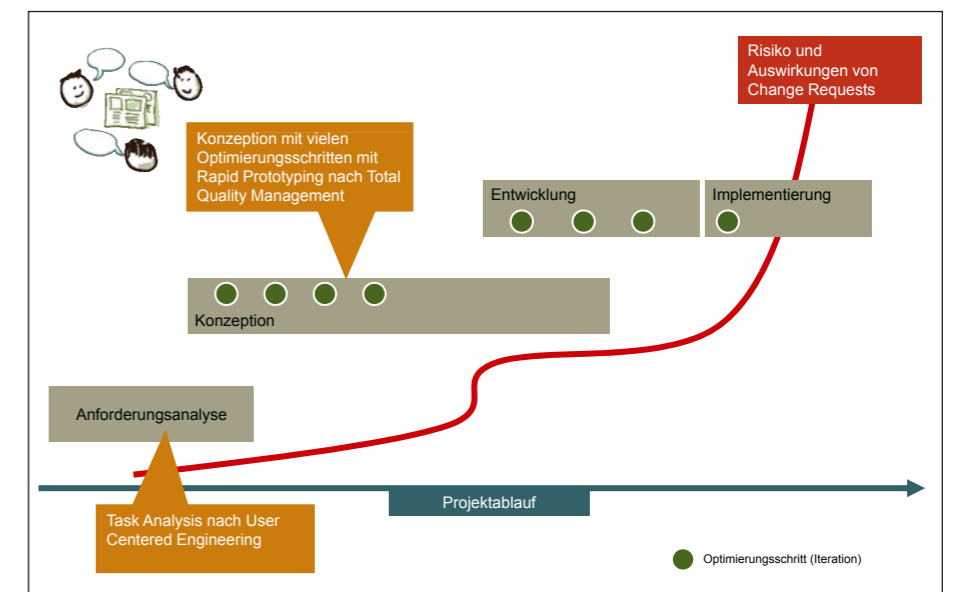 Risiko und
Auswirkungen von
Change Requests
Konzeption mit vielen
Optimierungsschritten mit
Rapid Prototyping nach Total
Quality Management
Entwicklung
Implementierung
Konzeption
Anforderungsanalyse
Projektablauf
Task Analysis nach User
Centered Engineering
Optimierungsschritt (Iteration)